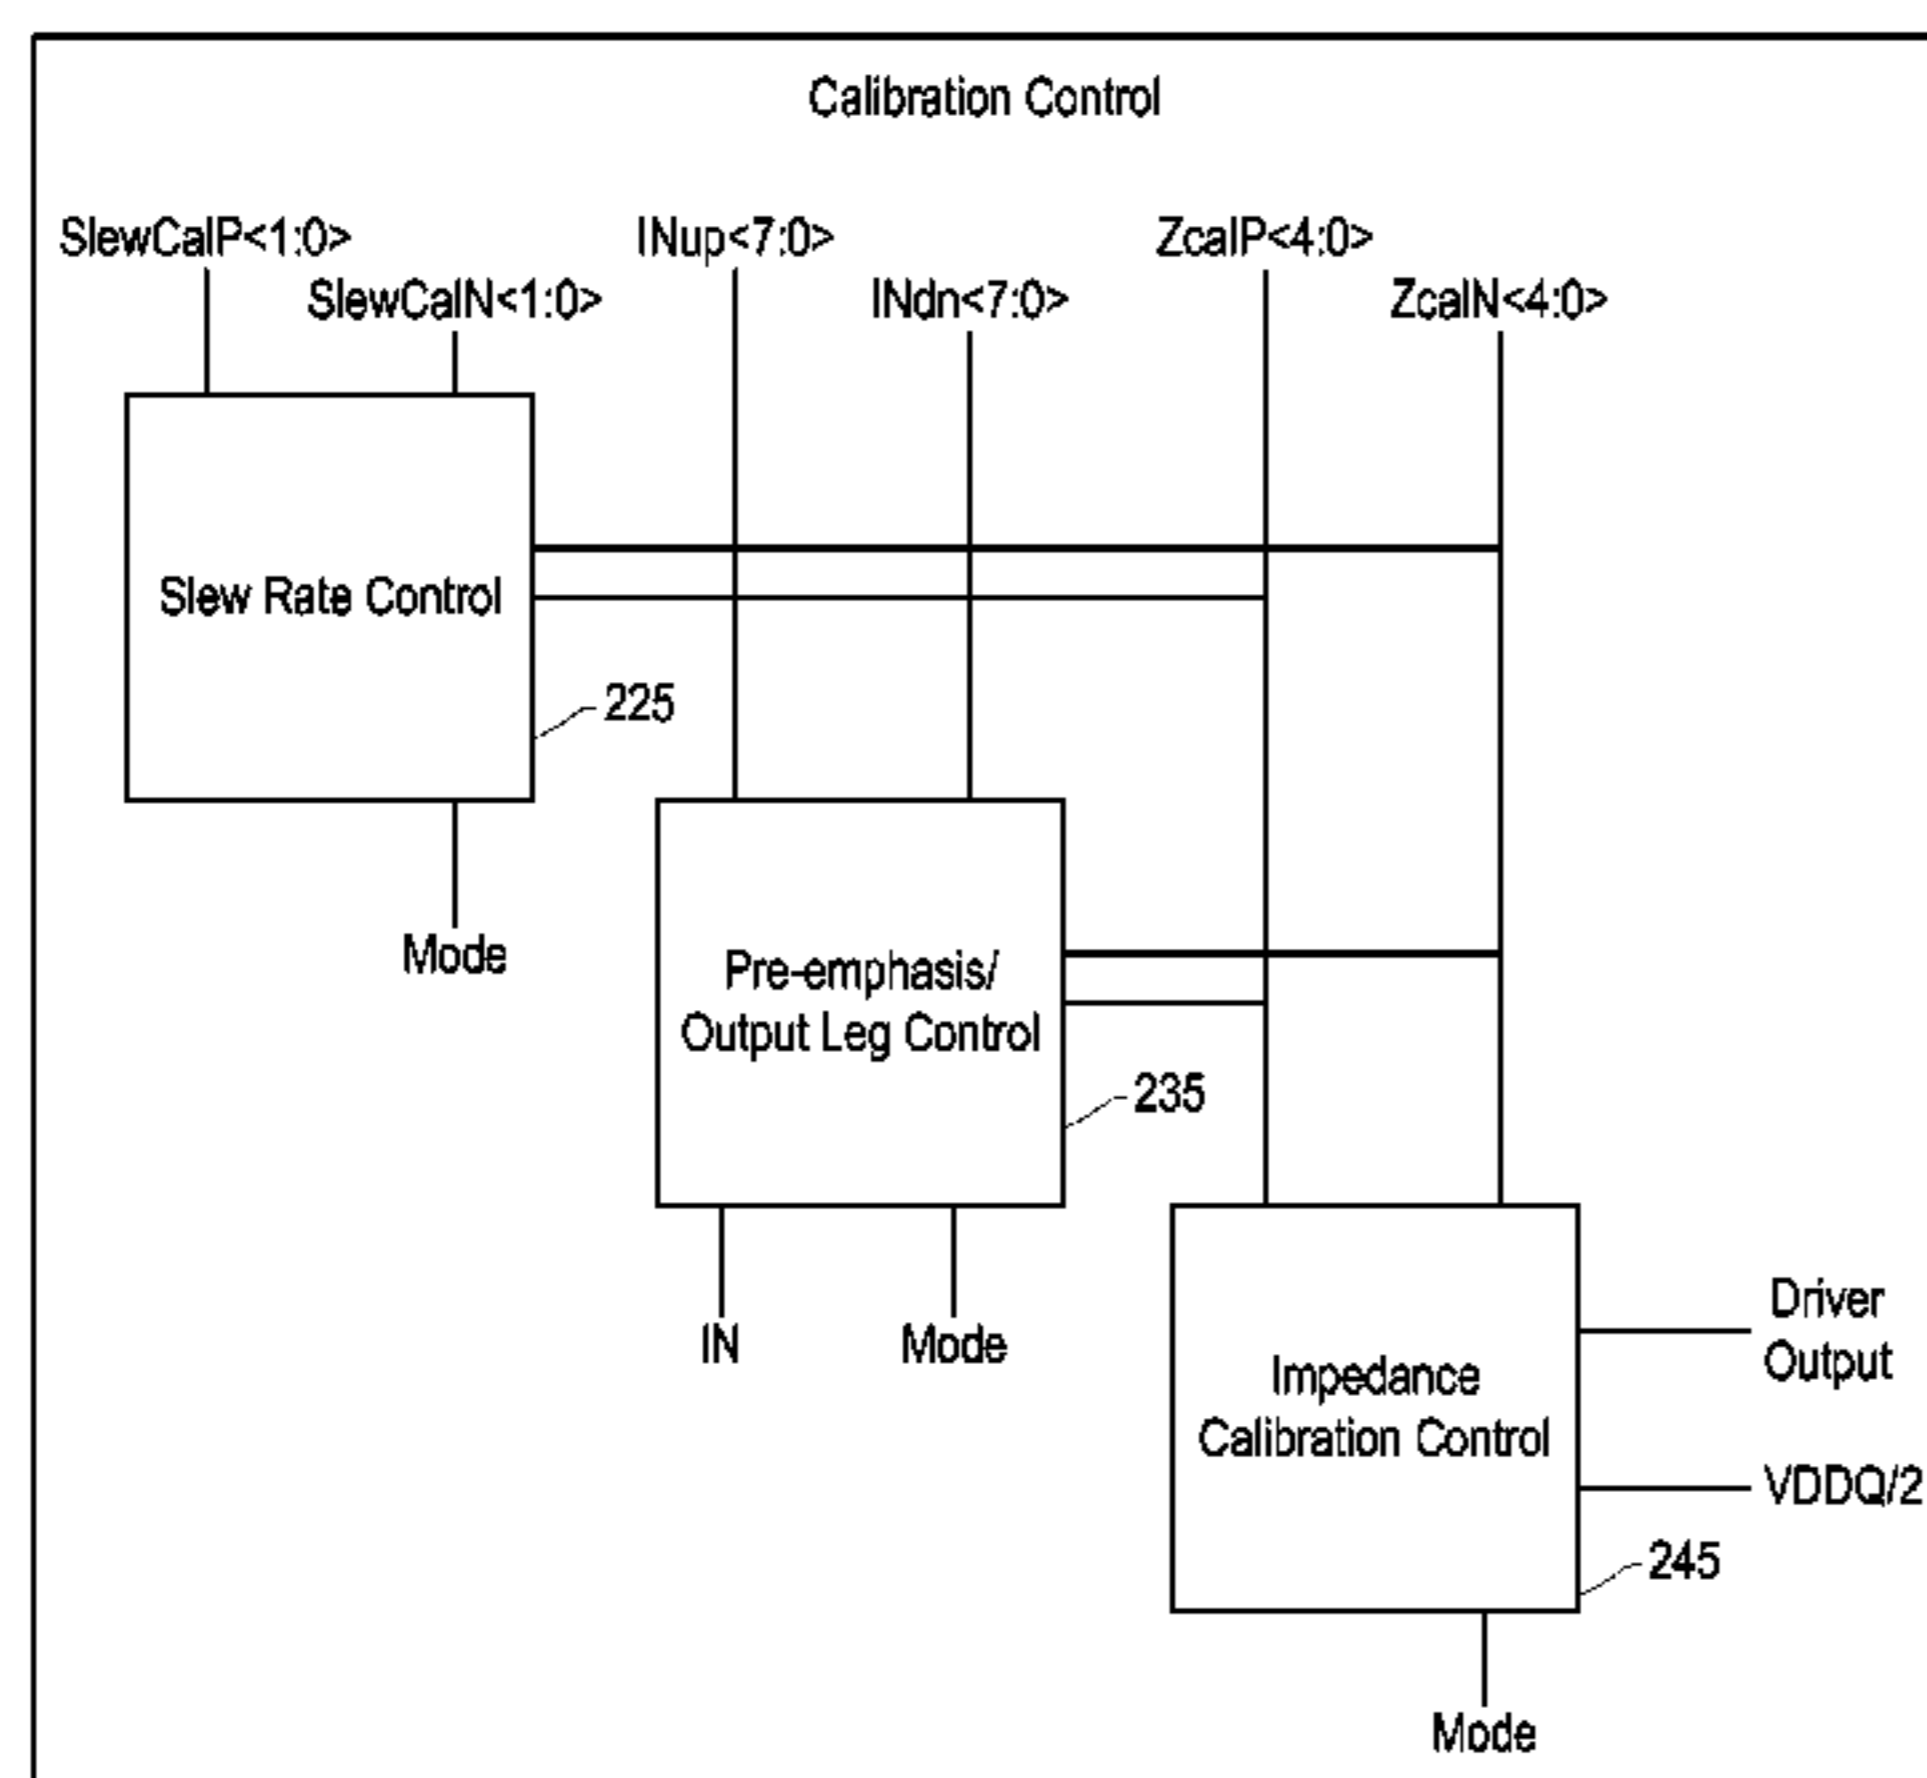 Calibration Control
SlewCalP<1:0>
INup<7:0>
ZcalP<4:0>
SlewCalN<1:0>
INdn<7:0>
ZcalN<4:0>
Slew Rate Control
225
Mode
Pre-emphasis/
Output Leg Control
235
IN
Mode
Driver
Output
Impedance
Calibration Control
VDDQ/2
245
Mode